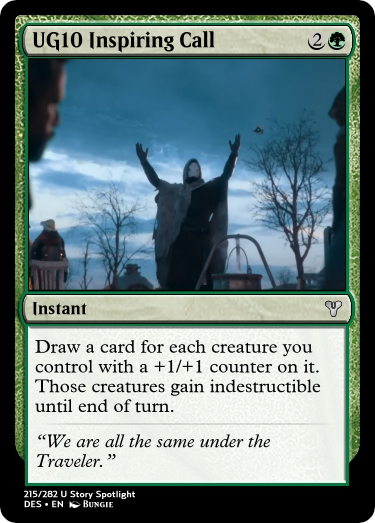 UG10 Inspiring Call 2
Instant
Draw a card for each creature you
control with a +1/+1 counter on it.
Those creatures gain indestructible
until end of turn.
“We are all the same under the
Traveler.”
215/282 U Story Spotlight
DES • EN Bungie